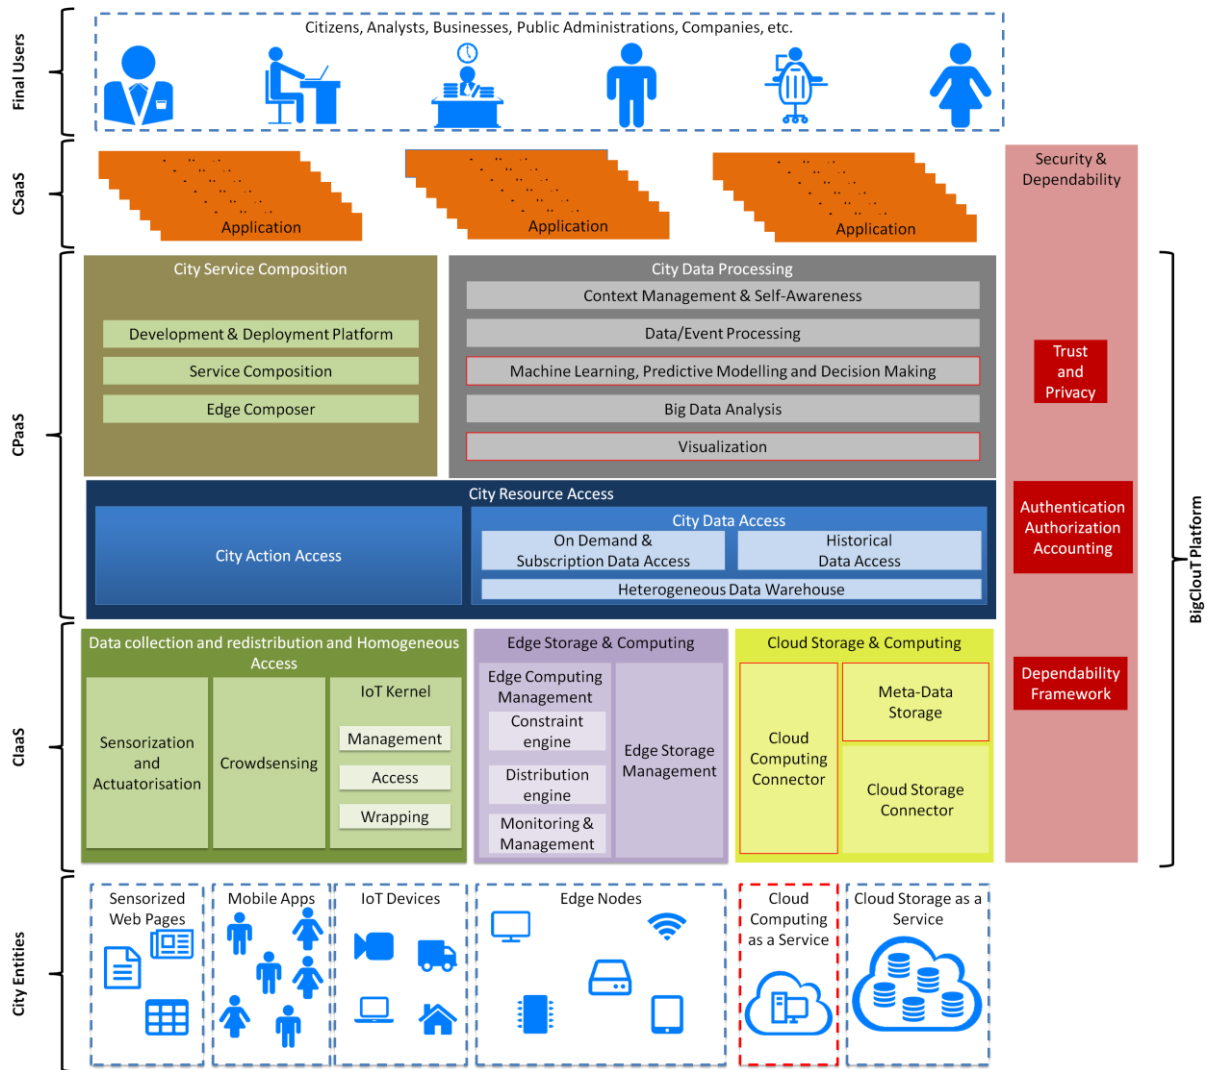 Final Users
Citizens, Analysts, Businesses, Public Administrations, Companies, etc.
CSaaS
Application
Application
Application
Security &
Dependability
CPaaS
City Service Composition
Development & Deployment Platform
Service Composition
Edge Composer
City Data Processing
Context Management & Self-Awareness
Data/Event Processing
Machine Learning, Predictive Modelling and Decision Making
Big Data Analysis
Visualization
Trust
and
Privacy
City Resource Access
City Action Access
City Data Access
On Demand &
Subscription Data Access
Historical
Data Access
Heterogeneous Data Warehouse
Authentication
Authorization
Accounting
BigClouT Platform
CIaaS
Data collection and redistribution and Homogeneous
Access
Sensorization
and
Actuatorisation
Crowdsensing
IoT Kernel
Management
Access
Wrapping
Edge Storage & Computing
Edge Computing
Management
Constraint
engine
Distribution
engine
Monitoring &
Management
Edge Storage
Management
Cloud Storage & Computing
Cloud
Computing
Connector
Meta-Data
Storage
Cloud Storage
Connector
Dependability
Framework
City Entities
Sensorized
Web Pages
Mobile Apps
IoT Devices
Edge Nodes
Cloud
Computing
as a Service
Cloud Storage as a
Service